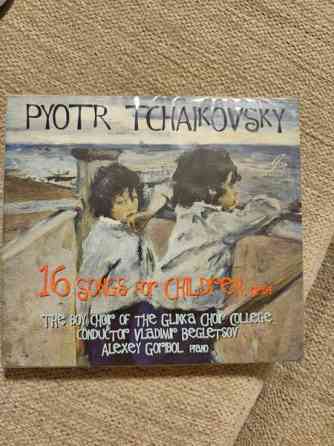 PYOTR TCHAIKOVSKY
16 SONGS FOR CHILDREN
THE BOY CHOIR OF THE GLINKA CHOIR COLLEGE
CONDUCTOR VLADIMIR BEGLETSOV
ALEXEY GORIBOL PIANO